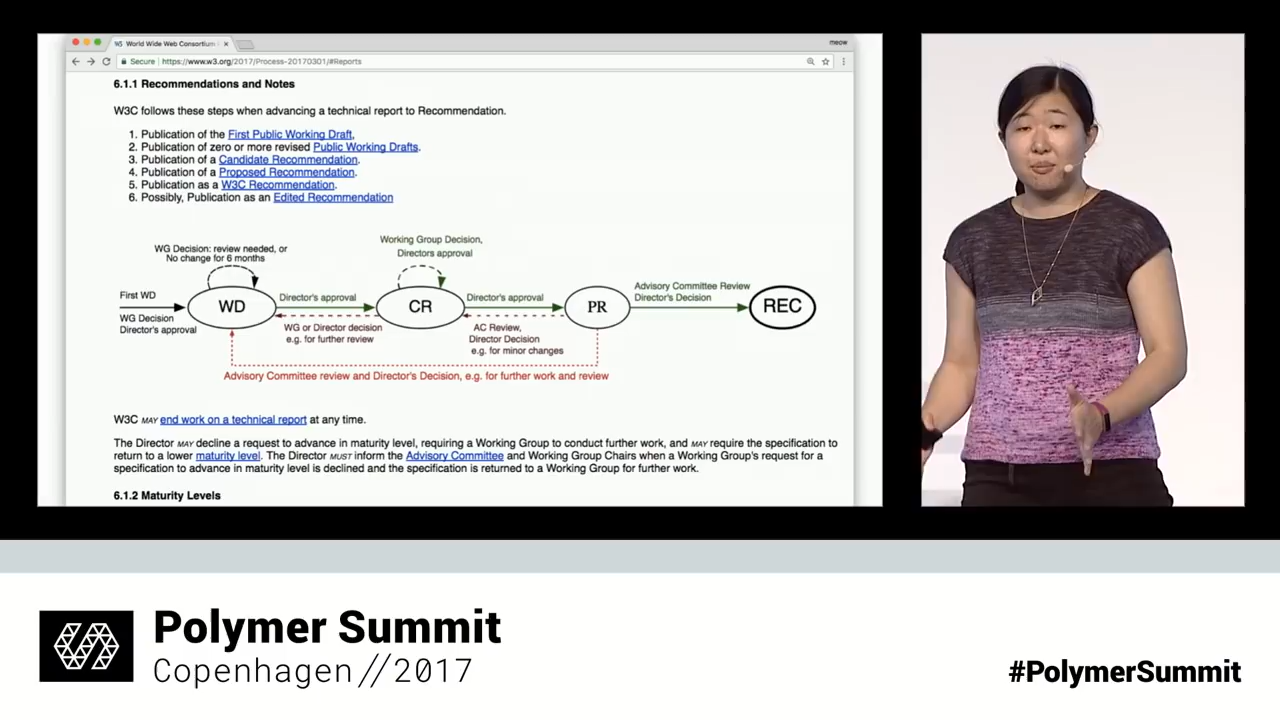 World Wide Web Consortium
meow
Secure
https://www.w3.org/2017/Process-20170301/#Reports
6.1.1 Recommendations and Notes
W3C follows these steps when advancing a technical report to Recommendation.
1. Publication of the First Public Working Draft.
2. Publication of zero or more revised Public Working Drafts.
3. Publication of a Candidate Recommendation.
4. Publication of a Proposed Recommendation.
5. Publication as a W3C Recommendation.
6. Possibly, Publication as an Edited Recommendation
WG Decision: review needed, or
No change for 6 months
Working Group Decision,
Directors approval
First WD
WG Decision
Director's approval
WD
Director's approval
WG or Director decision
e.g. for further review
CR
Director's approval
AC Review,
Director Decision
e.g. for minor changes
PR
Advisory Committee Review
Director's Decision
REC
Advisory Committee review and Director's Decision, e.g. for further work and review
W3C MAY end work on a technical report at any time.
The Director MAY decline a request to advance in maturity level, requiring a Working Group to conduct further work, and MAY require the specification to
return to a lower maturity level. The Director MUST inform the Advisory Committee and Working Group Chairs when a Working Group's request for a
specification to advance in maturity level is declined and the specification is returned to a Working Group for further work.
6.1.2 Maturity Levels
Polymer Summit
Copenhagen // 2017
#PolymerSummit